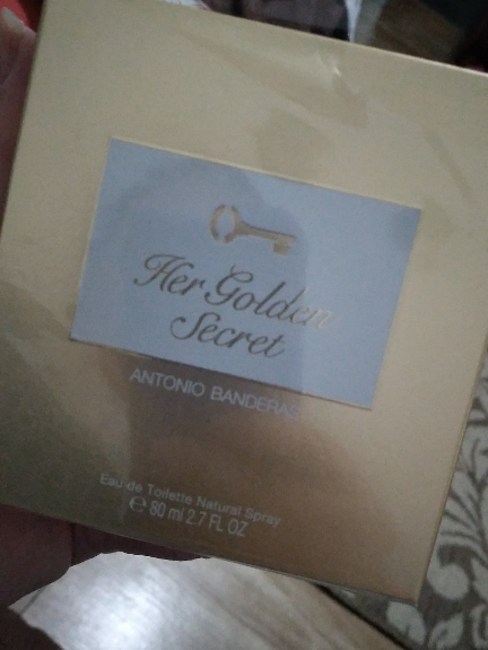 Her Golden
Secret
ANTONIO BANDERAS
Eau de Toilette Natural Spray
℮ 80 ml 2.7 FL OZ